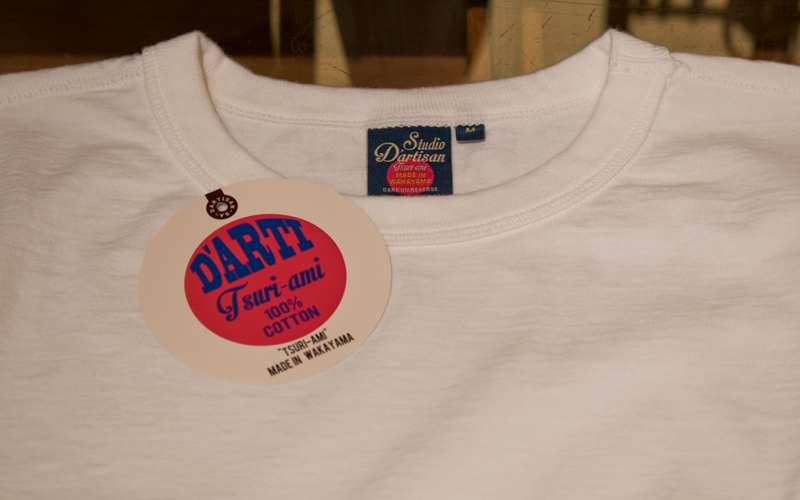 Studio
D'artisan
Tsuri-ami
MADE IN
WAKAYAMA
CARE ON REVERSE
M
D'ARTI
Tsuri-ami
100%
COTTON
"TSURI-AMI"
MADE IN WAKAYAMA